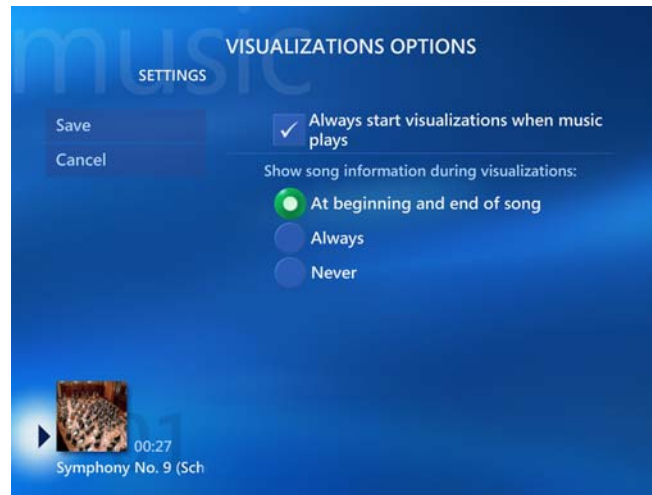 music
VISUALIZATIONS OPTIONS
SETTINGS
Save
Cancel
Always start visualizations when music
plays
Show song information during visualizations:
At beginning and end of song
Always
Never
01
00:27
Symphony No. 9 (Sch